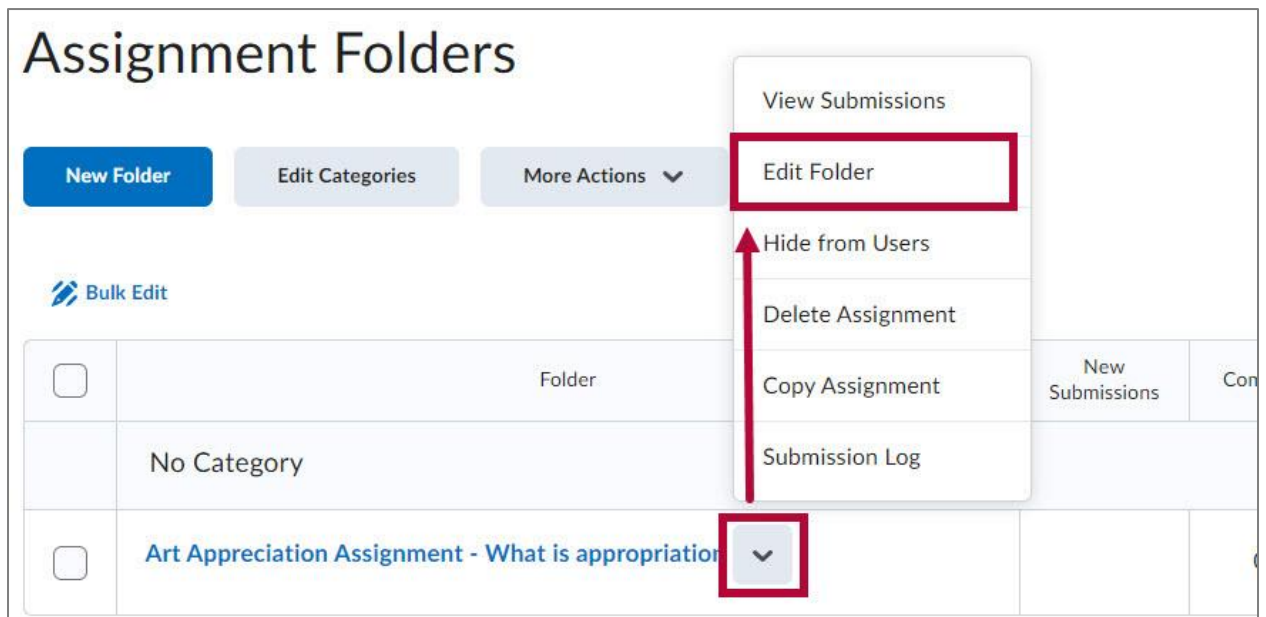 Assignment Folders
New Folder
Edit Categories
More Actions
View Submissions
Edit Folder
Hide from Users
Delete Assignment
Copy Assignment
Submission Log
Bulk Edit
Folder
New
Submissions
No Category
Art Appreciation Assignment - What is appropriation